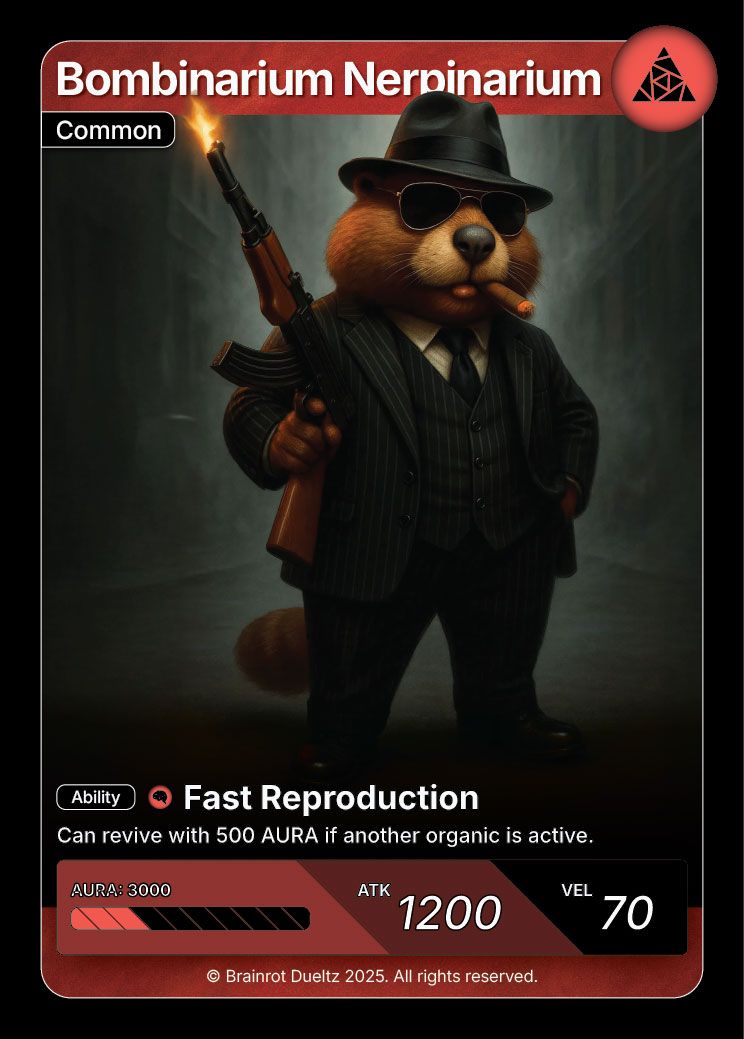 Bombinarium Nerpinarium
Common
Ability Fast Reproduction
Can revive with 500 AURA if another organic is active.
AURA: 3000 ATK 1200 VEL 70
© Brainrot Dueltz 2025. All rights reserved.